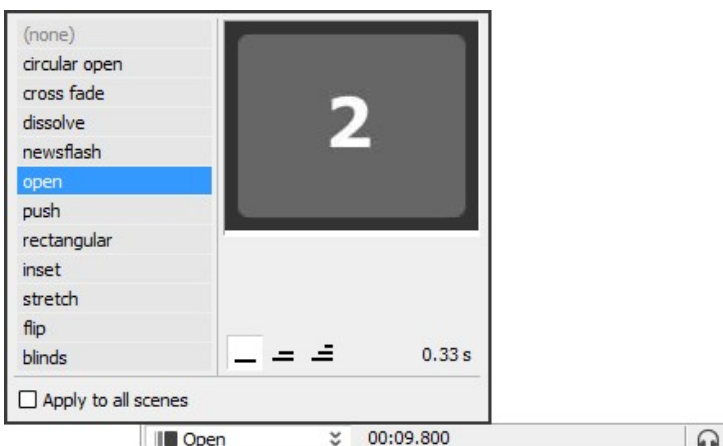 (none)
circular open
cross fade
dissolve
newsflash
open
push
rectangular
inset
stretch
flip
blinds
2
0.33 s
Apply to all scenes
Open 00:09.800